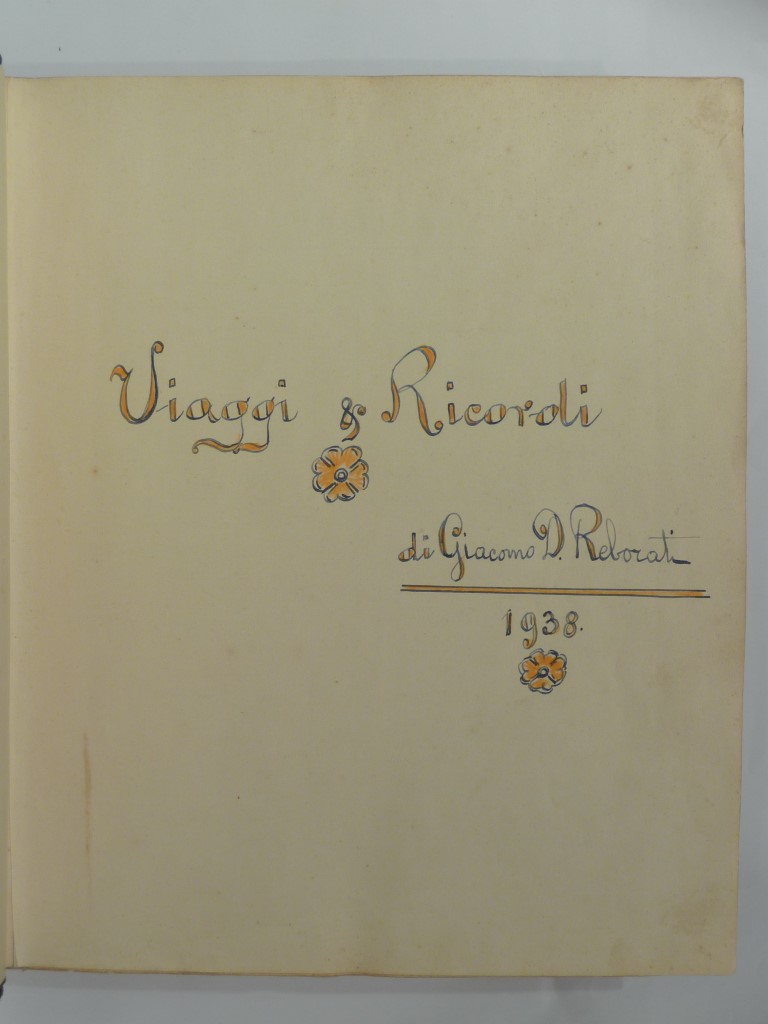 Viaggi & Ricordi
di Giacomo D. Reborati
1938.